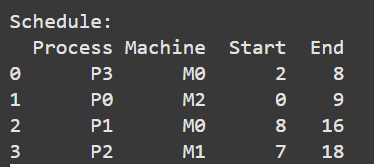 Schedule:
Process Machine Start End
0 P3 M0 2 8
1 P0 M2 0 9
2 P1 M0 8 16
3 P2 M1 7 18